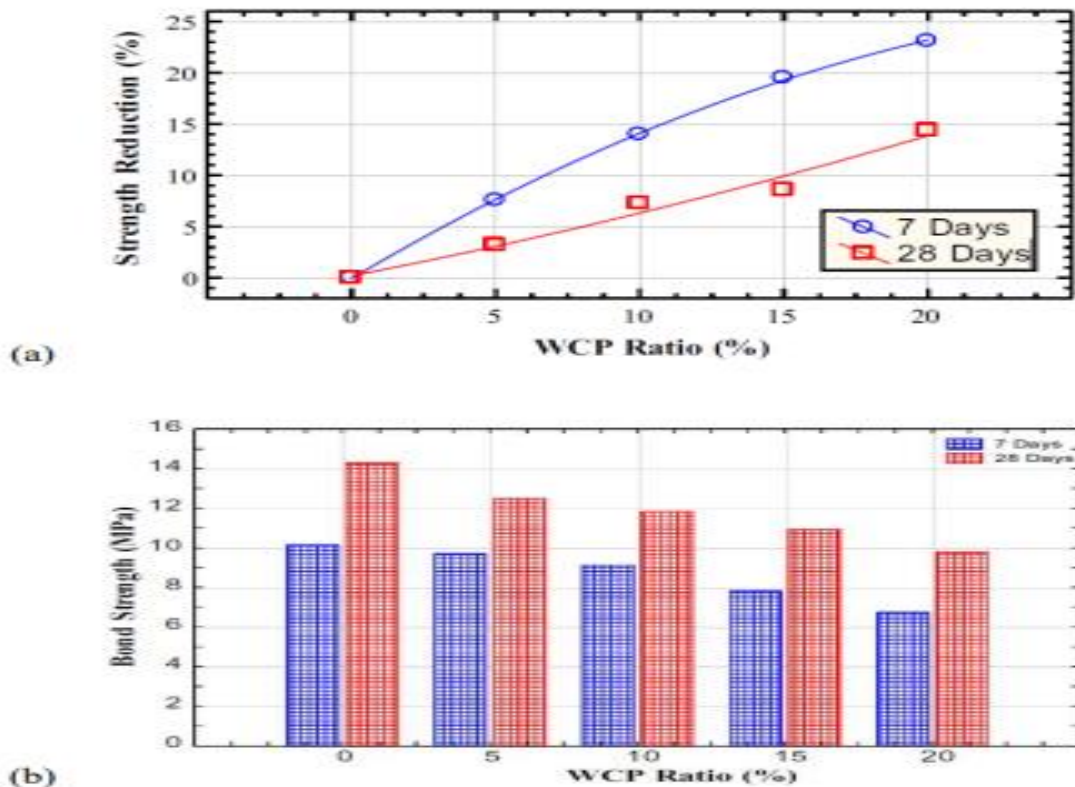 25
20
15
10
5
0
Strength Reduction (%)
7 Days
28 Days
0 5 10 15 20
WCP Ratio (%)
(a)
16
14
12
10
8
6
4
2
0
Bond Strength (MPa)
7 Days
28 Days
0 5 10 15 20
WCP Ratio (%)
(b)